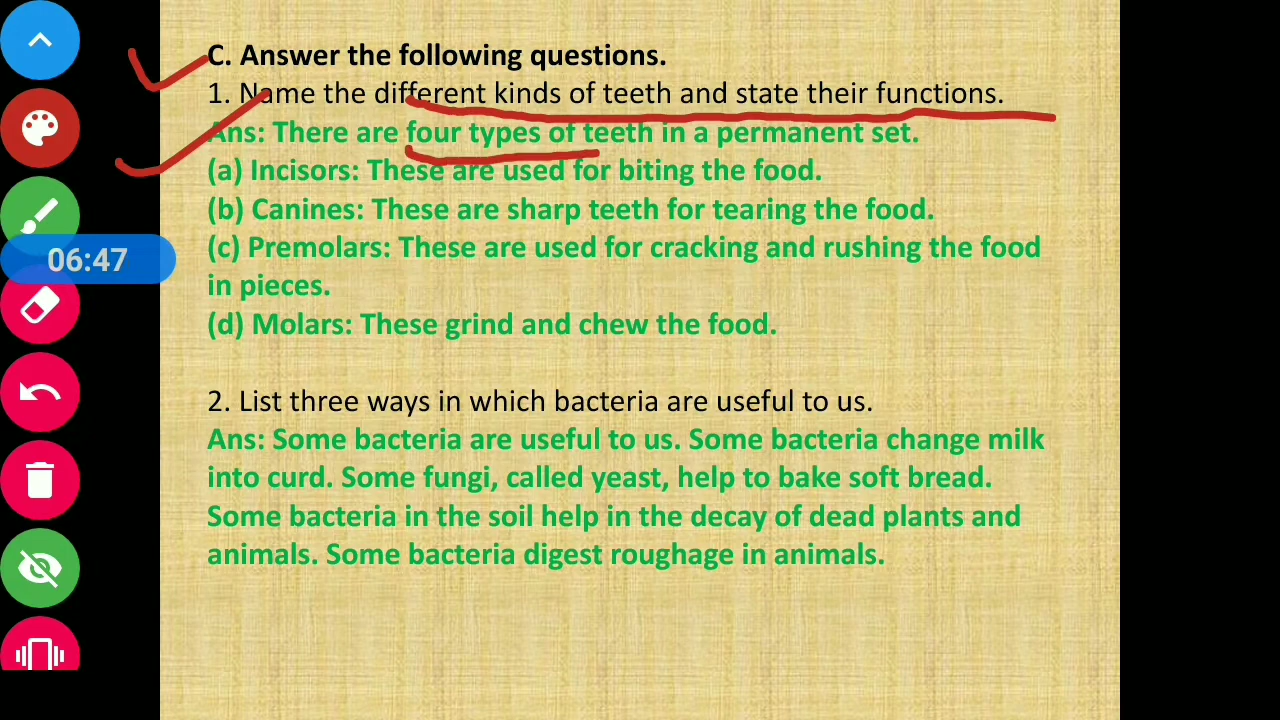 C. Answer the following questions.
1. Name the different kinds of teeth and state their functions.
Ans: There are four types of teeth in a permanent set.
(a) Incisors: These are used for biting the food.
(b) Canines: These are sharp teeth for tearing the food.
06:47
(c) Premolars: These are used for cracking and rushing the food
in pieces.
(d) Molars: These grind and chew the food.
2. List three ways in which bacteria are useful to us.
Ans: Some bacteria are useful to us. Some bacteria change milk
into curd. Some fungi, called yeast, help to bake soft bread.
Some bacteria in the soil help in the decay of dead plants and
animals. Some bacteria digest roughage in animals.